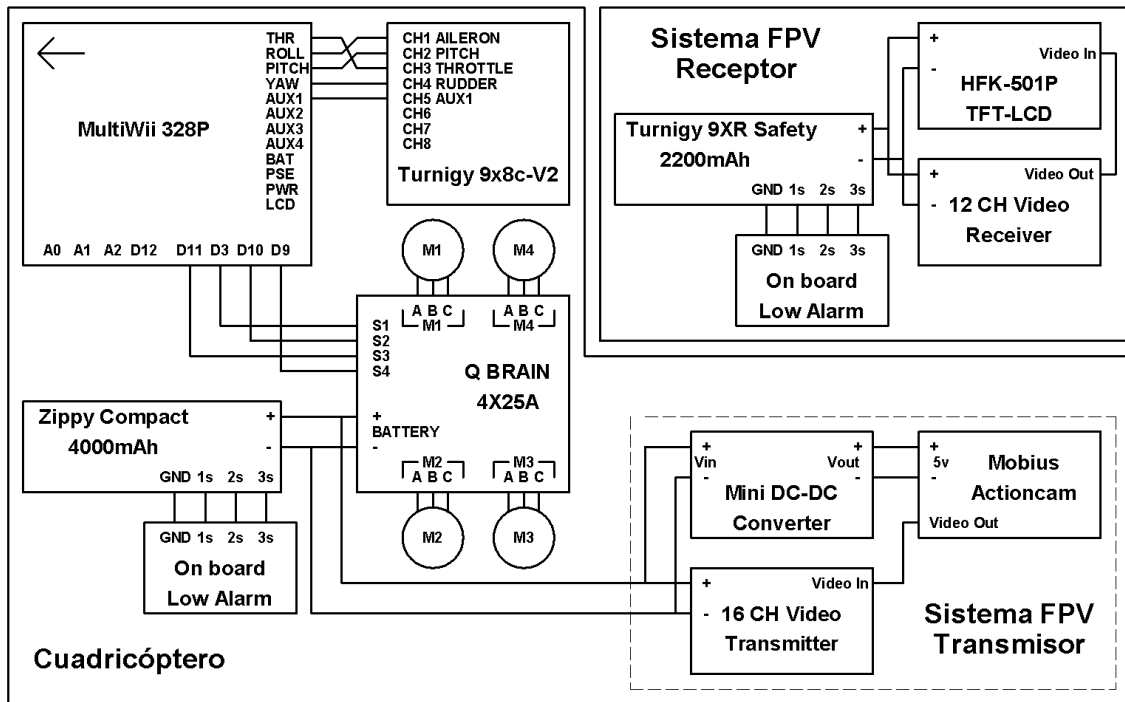 THR
ROLL
PITCH
YAW
AUX1
AUX2
AUX3
AUX4
BAT
PSE
PWR
LCD
MultiWii 328P
A0 A1 A2 D12 D11 D3 D10 D9
CH1 AILERON
CH2 PITCH
CH3 THROTTLE
CH4 RUDDER
CH5 AUX1
CH6
CH7
CH8
Turnigy 9x8c-V2
M1
M4
A B C
M1
A B C
M4
S1
S2
S3
S4
Q BRAIN
4X25A
+
BATTERY
-
M2
A B C
M3
A B C
M2
M3
Zippy Compact
4000mAh
+
-
GND 1s 2s 3s
GND 1s 2s 3s
On board
Low Alarm
Cuadricóptero
Sistema FPV
Receptor
Turnigy 9XR Safety
2200mAh
+
-
GND 1s 2s 3s
GND 1s 2s 3s
On board
Low Alarm
+
-
Video In
HFK-501P
TFT-LCD
+
-
Video Out
12 CH Video
Receiver
+
Vin
-
+
Vout
-
Mini DC-DC
Converter
+
5v
-
Mobius
Actioncam
Video Out
+
-
Video In
16 CH Video
Transmitter
Sistema FPV
Transmisor